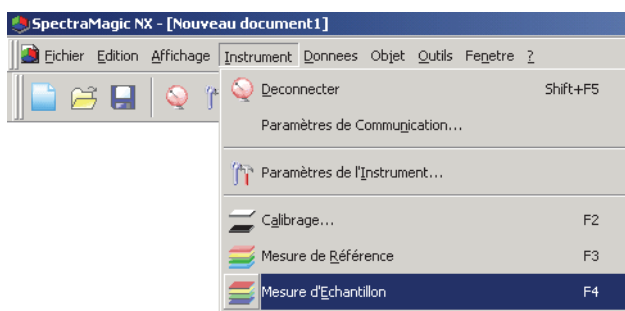 SpectraMagic NX - [Nouveau document1]
Fichier Edition Affichage Instrument Donnees Objet Outils Fenetre ?
Deconnecter Shift+F5
Paramètres de Communication...
Paramètres de l'Instrument...
Calibrage... F2
Mesure de Référence F3
Mesure d'Echantillon F4